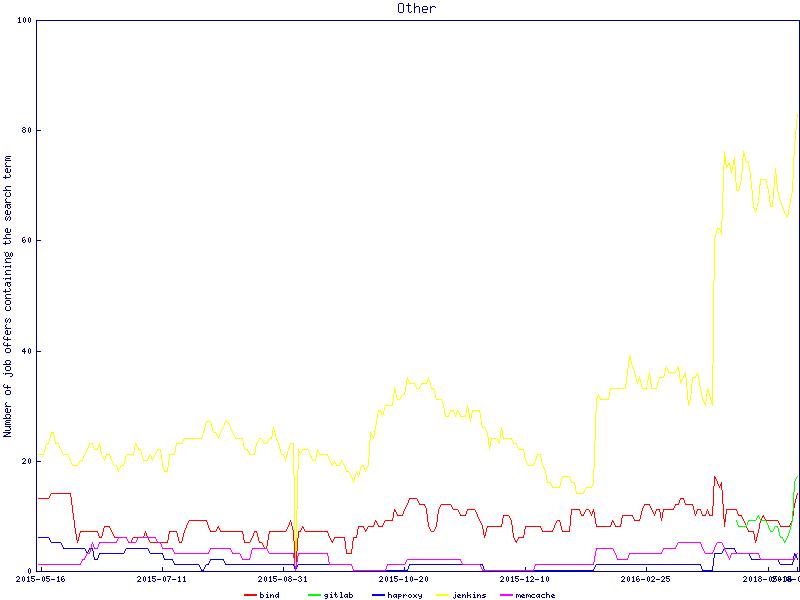 Other
Number of job offers containing the search term
100
80
60
40
20
0
2015-05-16 2015-07-11 2015-08-31 2015-10-20 2015-12-10 2016-02-25 2018-05
bind gitlab haproxy jenkins memcache